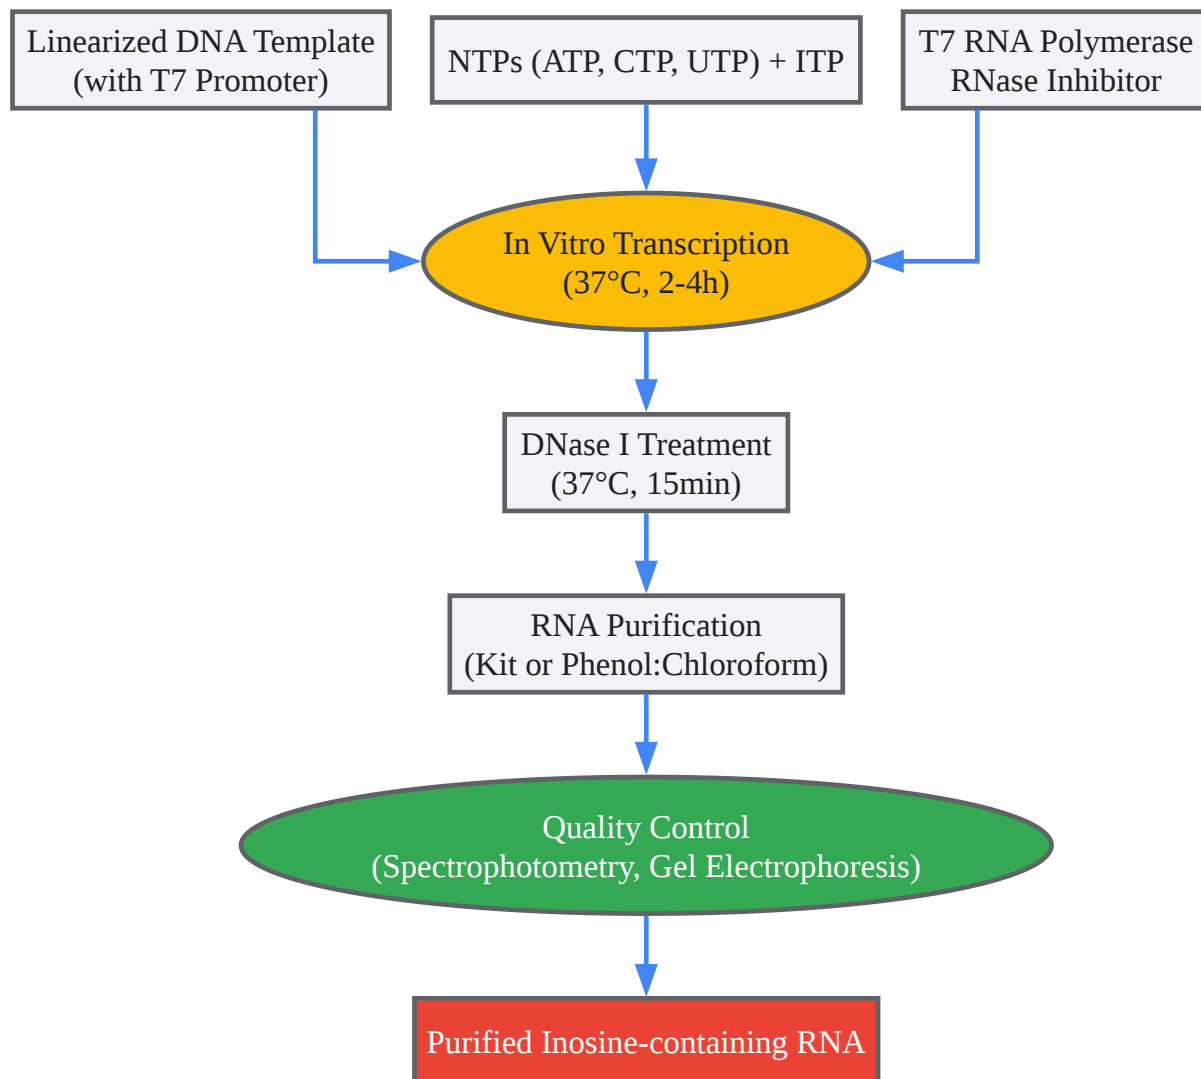 Linearized DNA Template
(with T7 Promoter)
NTPs (ATP, CTP, UTP) + ITP
T7 RNA Polymerase
RNase Inhibitor
In Vitro Transcription
(37°C, 2-4h)
DNase I Treatment
(37°C, 15min)
RNA Purification
(Kit or Phenol:Chloroform)
Quality Control
(Spectrophotometry, Gel Electrophoresis)
Purified Inosine-containing RNA